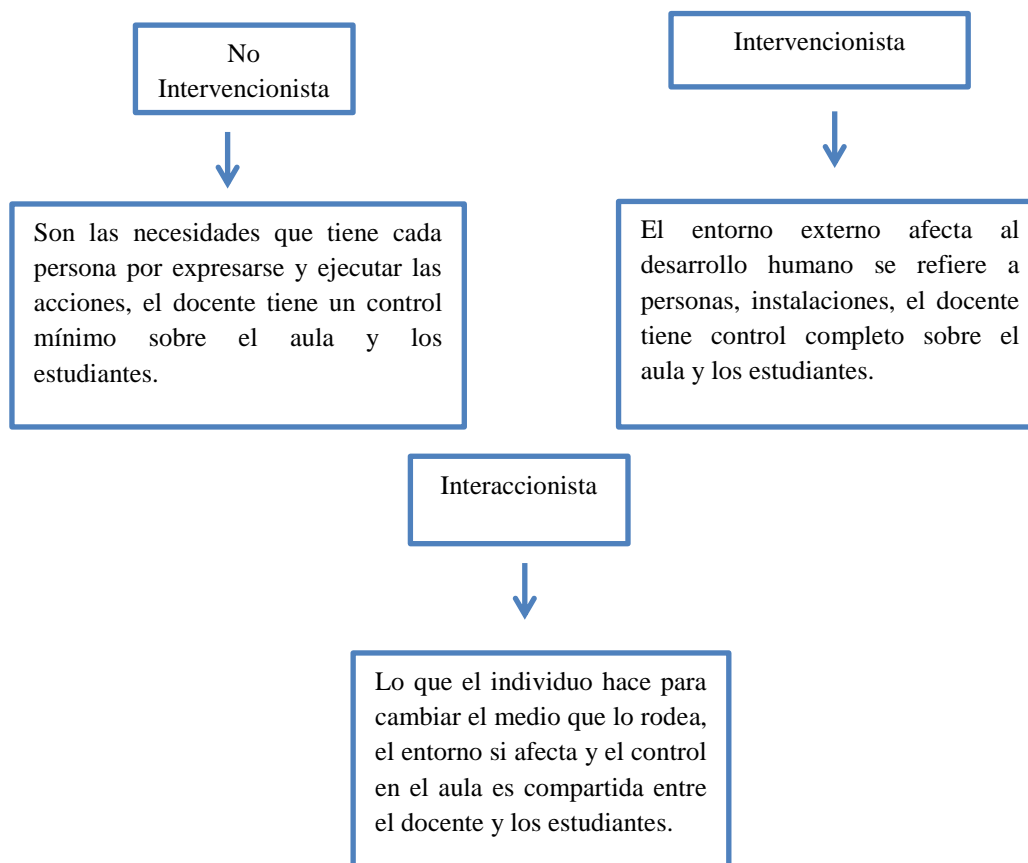 No
Intervencionista
Intervencionista
Son las necesidades que tiene cada
persona por expresarse y ejecutar las
acciones, el docente tiene un control
mínimo sobre el aula y los
estudiantes.
El entorno externo afecta al
desarrollo humano se refiere a
personas, instalaciones, el docente
tiene control completo sobre el
aula y los estudiantes.
Interaccionista
Lo que el individuo hace para
cambiar el medio que lo rodea,
el entorno si afecta y el control
en el aula es compartida entre
el docente y los estudiantes.